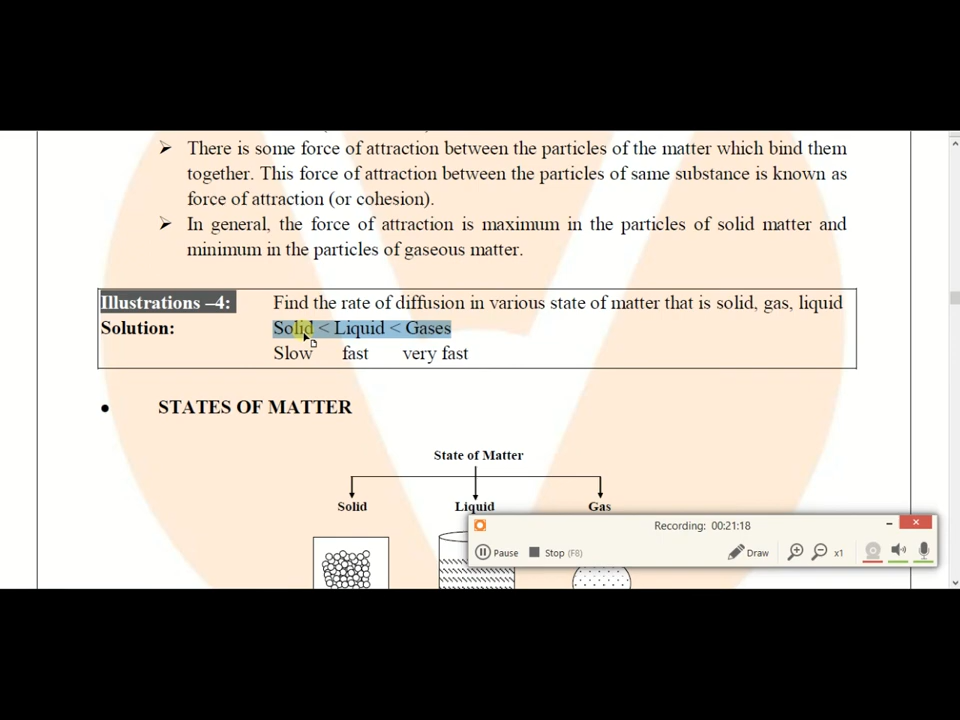 ➢ There is some force of attraction between the particles of the matter which bind them
together. This force of attraction between the particles of same substance is known as
force of attraction (or cohesion).
➢ In general, the force of attraction is maximum in the particles of solid matter and
minimum in the particles of gaseous matter.
Illustrations –4: Find the rate of diffusion in various state of matter that is solid, gas, liquid
Solution: Solid < Liquid < Gases
Slow fast very fast
• STATES OF MATTER
State of Matter
Solid Liquid Gas
Recording: 00:21:18
Pause Stop (F8) Draw x1